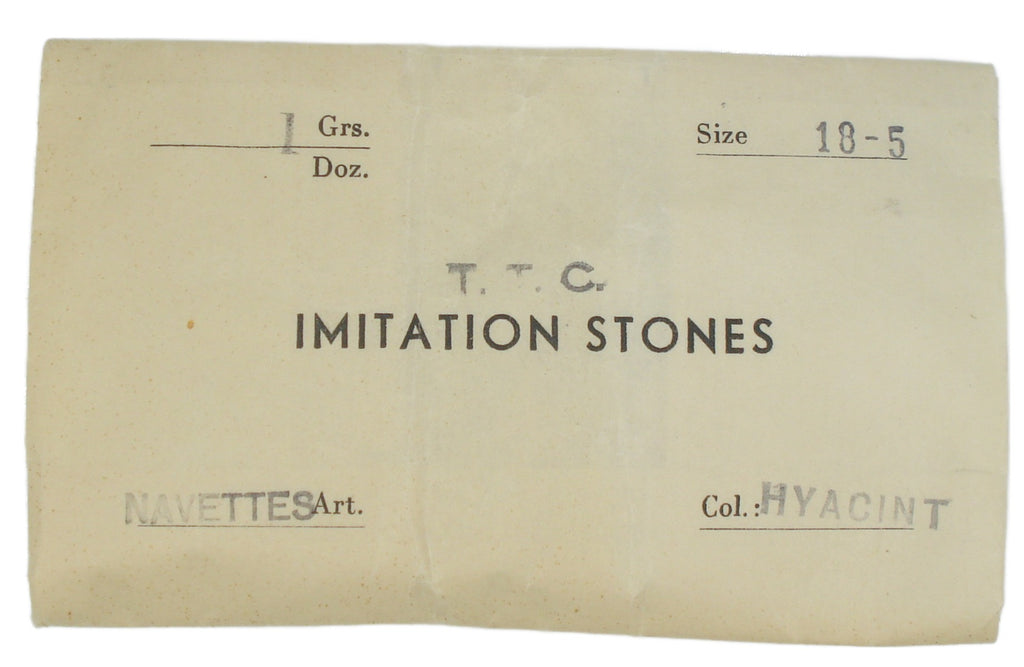 1 Grs. Size 18-5
Doz.
T. T. C.
IMITATION STONES
NAVETTES Art. Col.: HYACINT